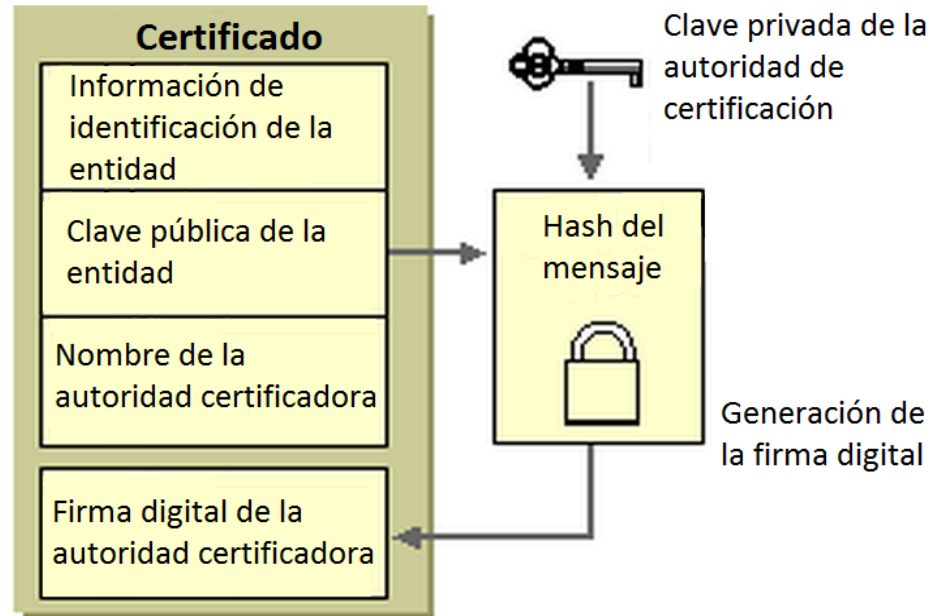 Certificado
Información de
identificación de la
entidad
Clave pública de la
entidad
Nombre de la
autoridad certificadora
Firma digital de la
autoridad certificadora
Clave privada de la
autoridad de
certificación
Hash del
mensaje
Generación de
la firma digital